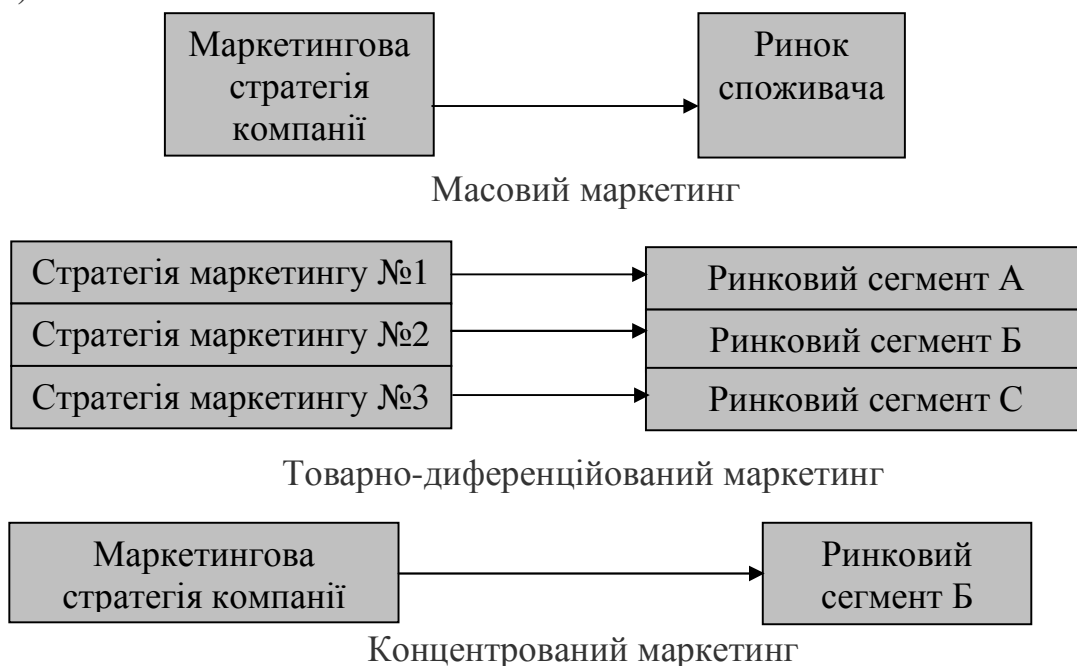 )
Маркетингова
стратегія
компанії
Ринок
споживача
Масовий маркетинг
Стратегія маркетингу №1
Ринковий сегмент А
Стратегія маркетингу №2
Ринковий сегмент Б
Стратегія маркетингу №3
Ринковий сегмент С
Товарно-диференційований маркетинг
Маркетингова
стратегія компанії
Ринковий
сегмент Б
Концентрований маркетинг